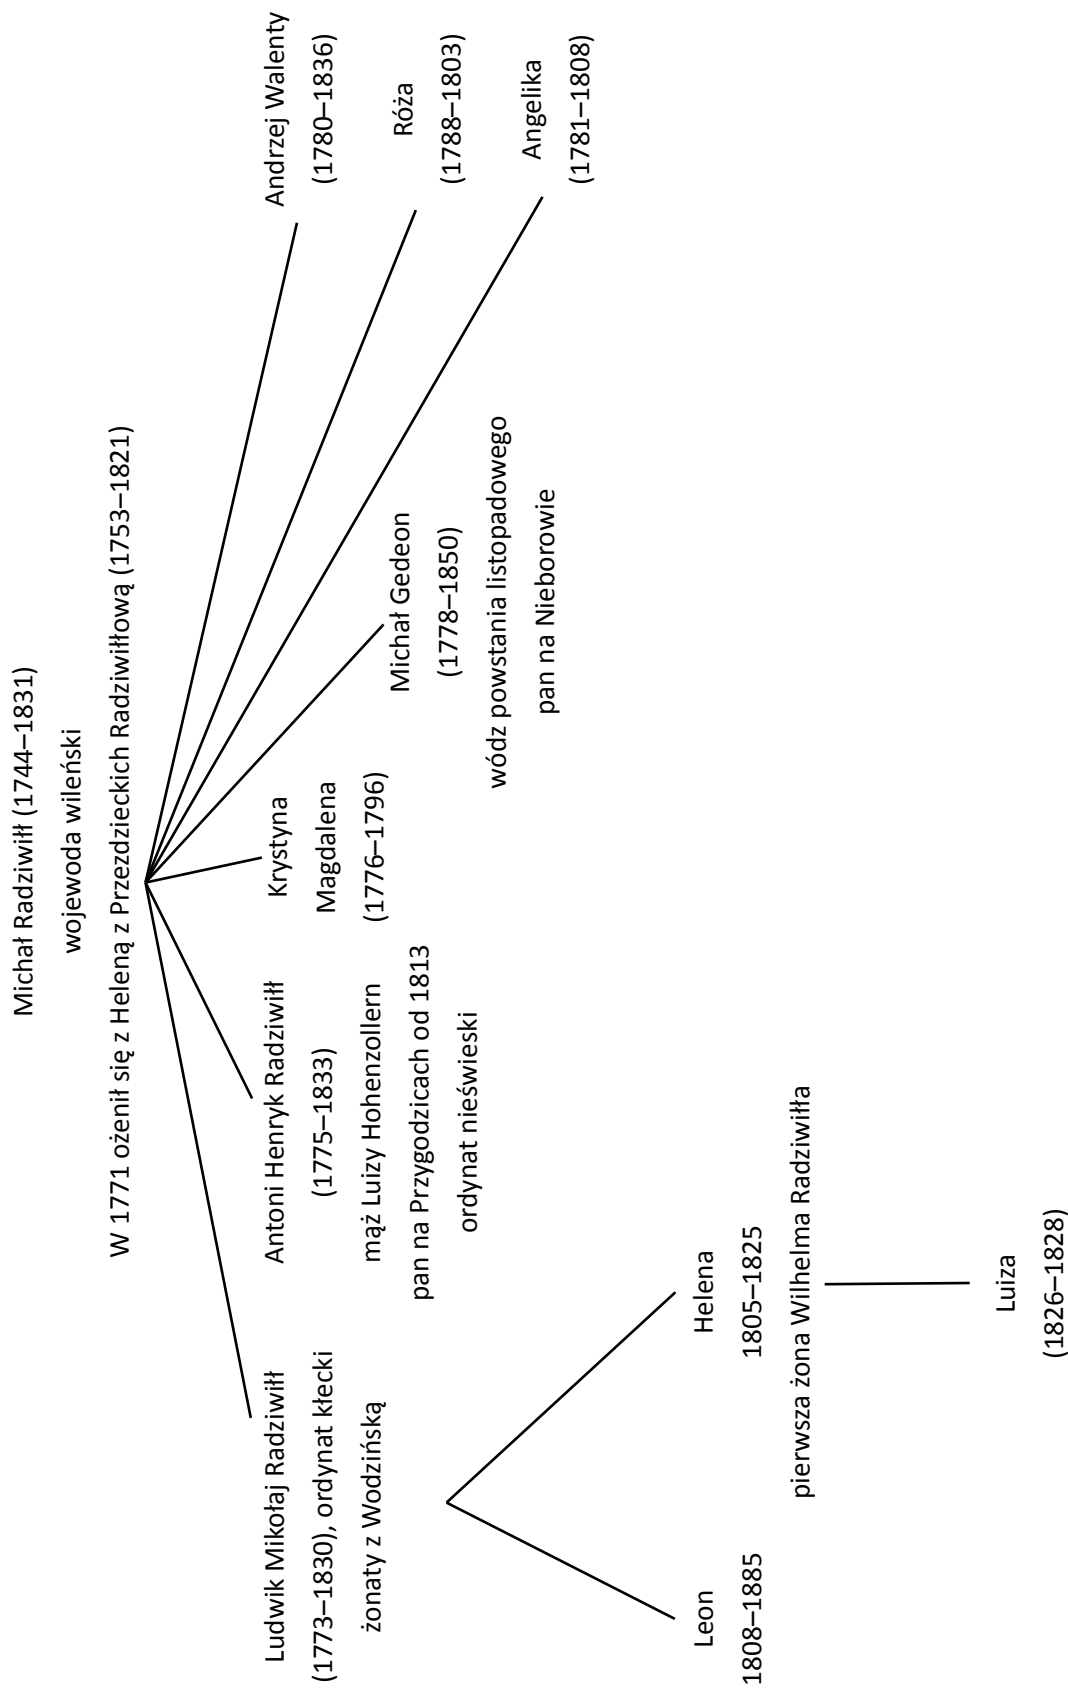 Michał Radziwiłł (1744–1831)
wojewoda wileński
W 1771 ożenił się z Heleną z Przezdzieckich Radziwiłłową (1753–1821)
Ludwik Mikołaj Radziwiłł
(1773–1830), ordynat kłecki
żonaty z Wodzińską
Antoni Henryk Radziwiłł
(1775–1833)
mąż Luizy Hohenzollern
pan na Przygodzicach od 1813
ordynat nieświeski
Krystyna
Magdalena
(1776–1796)
Michał Gedeon
(1778–1850)
wódz powstania listopadowego
pan na Nieborowie
Andrzej Walenty
(1780–1836)
Róża
(1788–1803)
Angelika
(1781–1808)
Leon
1808–1885
Helena
1805–1825
pierwsza żona Wilhelma Radziwiłła
Luiza
(1826–1828)